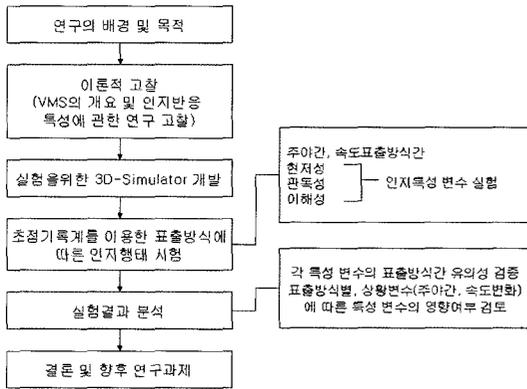 연구의 배경 및 목적
이론적 고찰
(VMS의 개요 및 인지반응
특성에 관한 연구 고찰)
실험을위한 3D-Simulator 개발
초점기록계를 이용한 표출방식에
따른 인지행태 시험
실험결과 분석
결론 및 향후 연구과제
주야간, 속도표출방식간
현저성
판독성
이해성
인지특성 변수 실험
각 특성 변수의 표출방식간 유의성 검증
표출방식별, 상황변수(주야간, 속도변화)
에 따른 특성 변수의 영향여부 검토